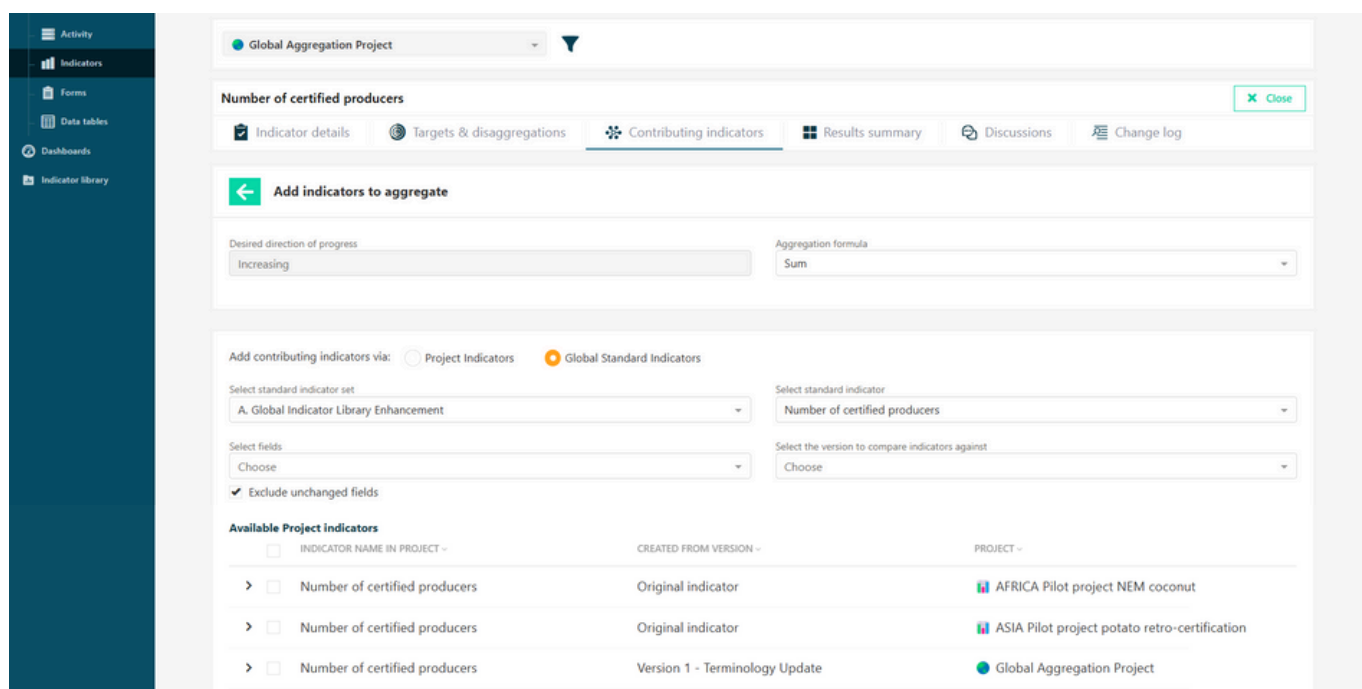 Activity
Indicators
Forms
Data tables
Dashboards
Indicator library
Global Aggregation Project
Number of certified producers
Close
Indicator details
Targets & disaggregations
Contributing indicators
Results summary
Discussions
Change log
Add indicators to aggregate
Desired direction of progress
Increasing
Aggregation formula
Sum
Add contributing indicators via: Project Indicators Global Standard Indicators
Select standard indicator set
A. Global Indicator Library Enhancement
Select standard indicator
Number of certified producers
Select fields
Choose
Select the version to compare indicators against
Choose
Exclude unchanged fields
Available Project indicators
INDICATOR NAME IN PROJECT CREATED FROM VERSION PROJECT
Number of certified producers Original indicator AFRICA Pilot project NEM coconut
Number of certified producers Original indicator ASIA Pilot project potato retro-certification
Number of certified producers Version 1 - Terminology Update Global Aggregation Project